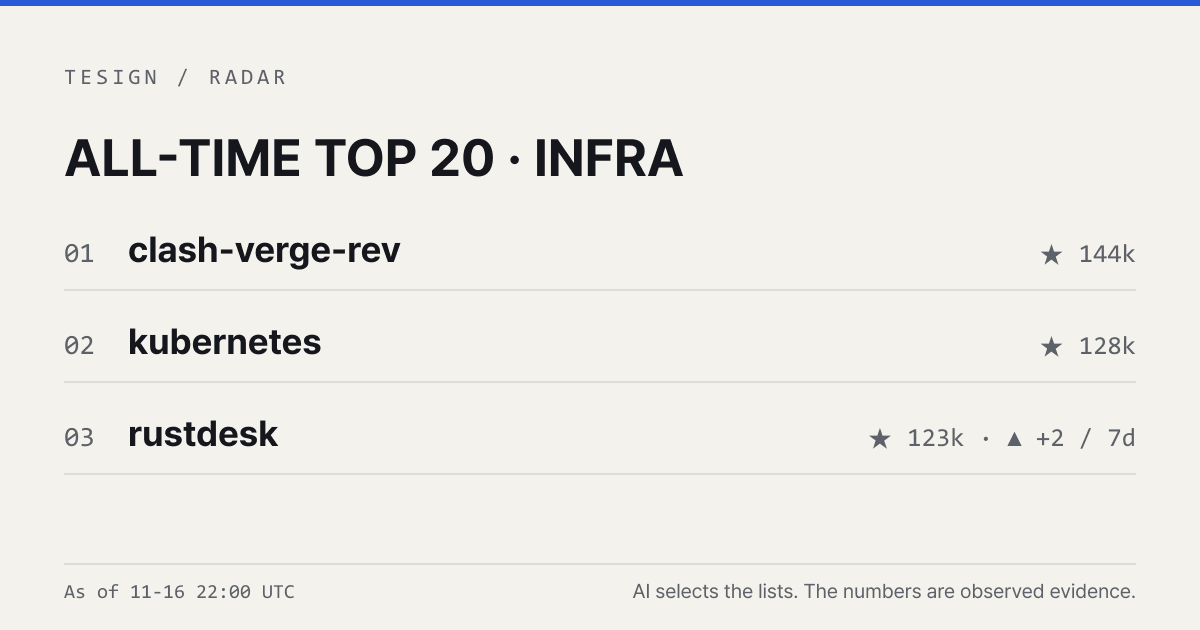 TESIGN / RADAR
ALL-TIME TOP 20 · INFRA
01 clash-verge-rev ★ 144k
02 kubernetes ★ 128k
03 rustdesk ★ 123k · ▲ +2 / 7d
As of 11-16 22:00 UTC AI selects the lists. The numbers are observed evidence.